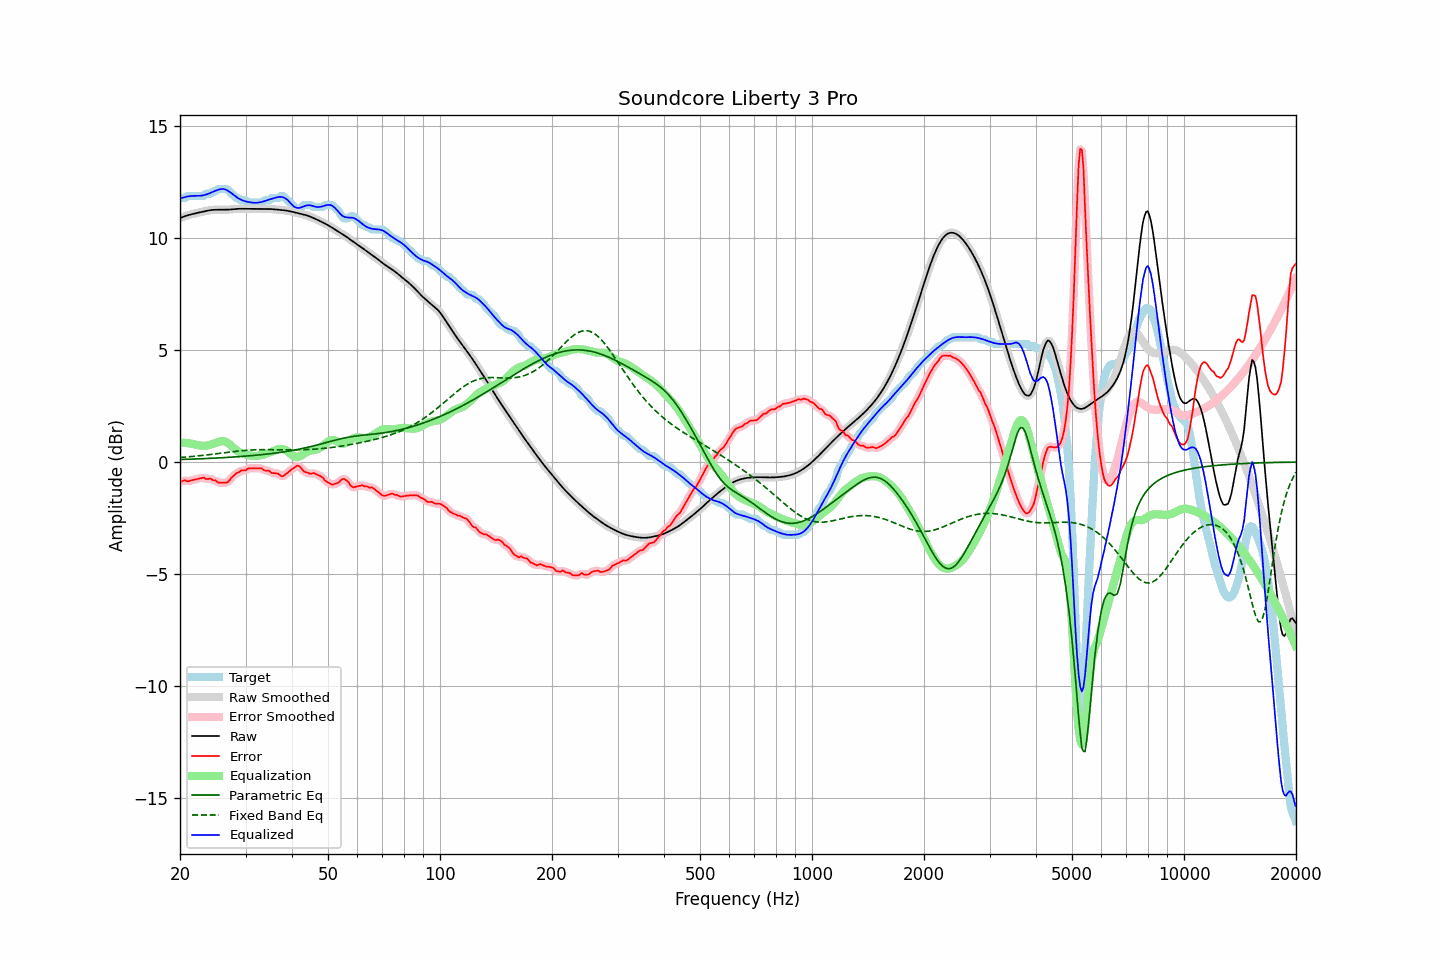 Soundcore Liberty 3 Pro
15
10
5
0
−5
−10
−15
Amplitude (dBr)
Target
Raw Smoothed
Error Smoothed
Raw
Error
Equalization
Parametric Eq
Fixed Band Eq
Equalized
20
50
100
200
500
1000
2000
5000
10000
20000
Frequency (Hz)